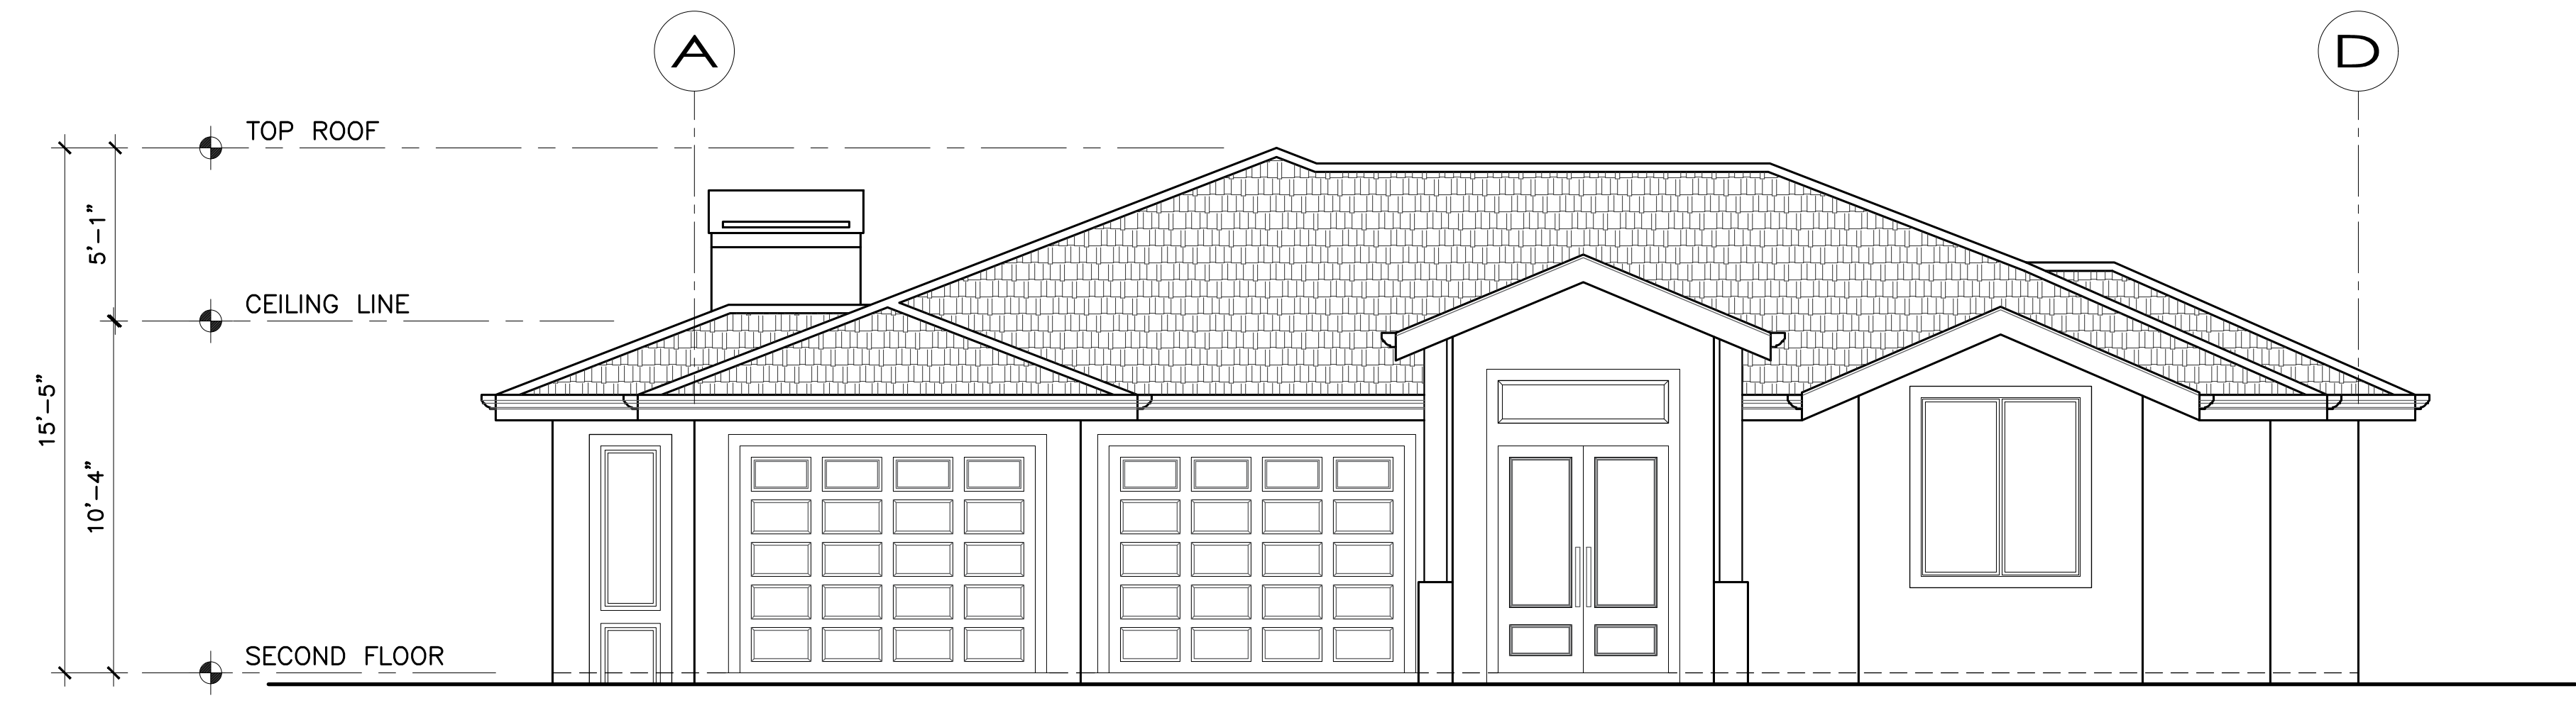 A
D
TOP ROOF
5'-1"
CEILING LINE
15'-5"
10'-4"
SECOND FLOOR